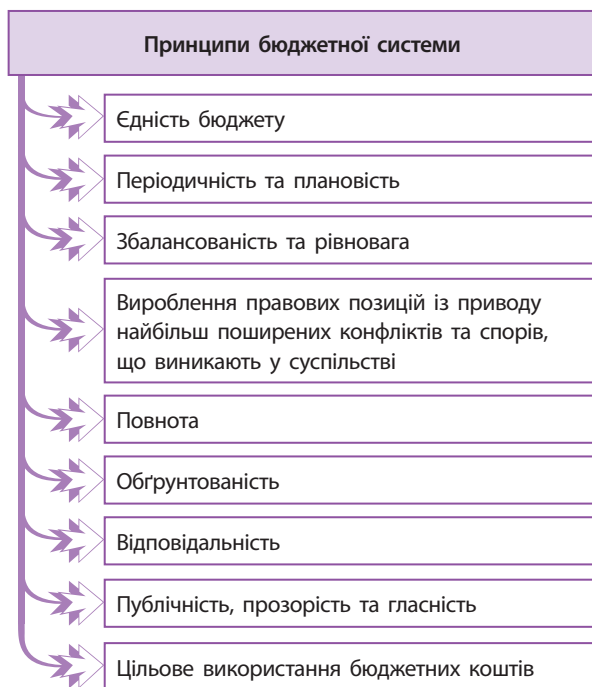 Принципи бюджетної системи
Єдність бюджету
Періодичність та плановість
Збалансованість та рівновага
Вироблення правових позицій із приводу
найбільш поширених конфліктів та спорів,
що виникають у суспільстві
Повнота
Обґрунтованість
Відповідальність
Публічність, прозорість та гласність
Цільове використання бюджетних коштів